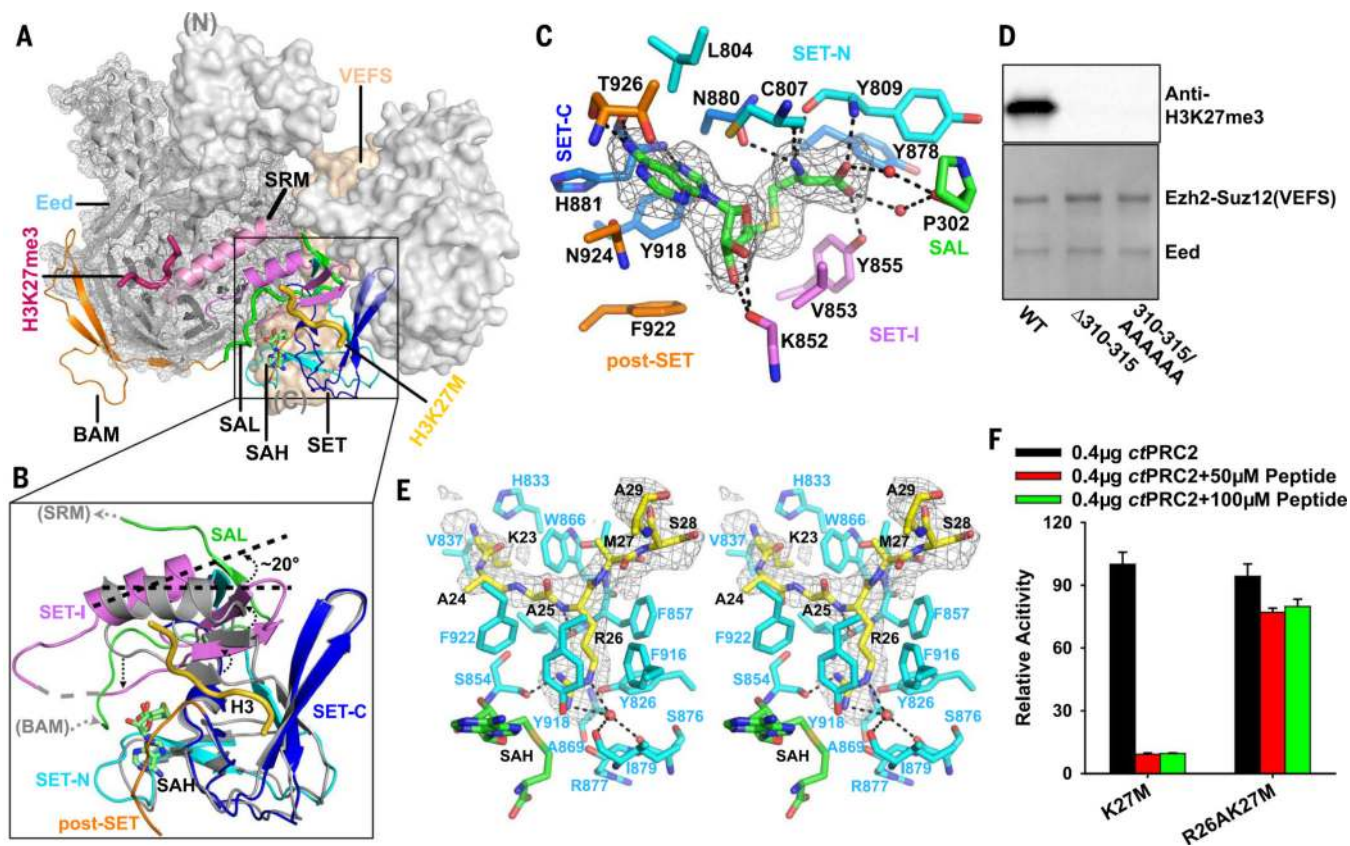 A
(N)
VEFS
SRM
Eed
H3K27me3
BAM
SAL
SAH
SET
(C)
H3K27M
B
(SRM)
SAL
~20°
SET-I
(BAM)
H3
SET-C
SET-N
SAH
post-SET
C
L804
SET-N
T926
C807
Y809
N880
SET-C
Y878
H881
P302
SAL
N924
Y918
Y855
V853
F922
SET-I
post-SET
K852
D
Anti-
H3K27me3
Ezh2-Suz12(VEFS)
Eed
WT
Δ310-315
310-315/
AAAAAA
E
H833
A29
W866
S28
K23
M27
V837
A24
A25
F857
F922
R26
F916
S854
Y826
Y918
S876
A869
SAH
I879
R877
H833
A29
W866
S28
K23
M27
V837
A24
A25
F857
F922
R26
F916
S854
Y826
Y918
S876
A869
SAH
I879
R877
F
0.4μg ctPRC2
0.4μg ctPRC2+50μM Peptide
0.4μg ctPRC2+100μM Peptide
Relative Acitivity
120
90
60
30
0
K27M
R26AK27M